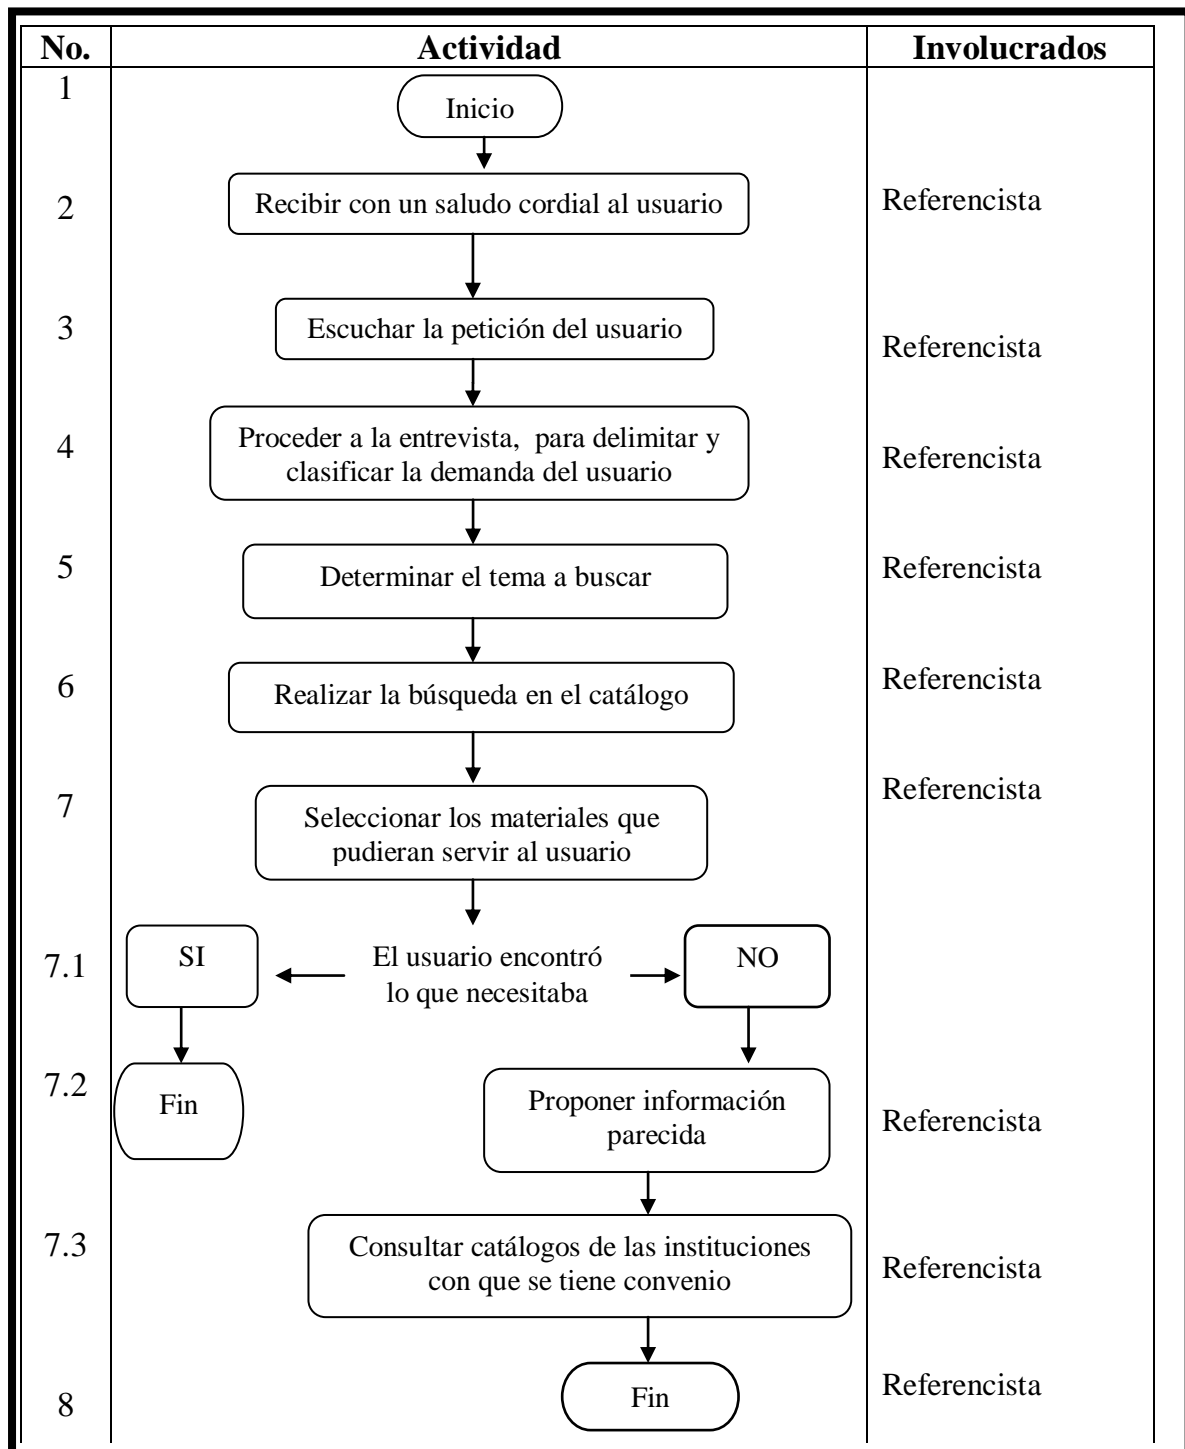 No. Actividad Involucrados
1 Inicio
2 Recibir con un saludo cordial al usuario Referencista
3 Escuchar la petición del usuario Referencista
4 Proceder a la entrevista, para delimitar y
clasificar la demanda del usuario Referencista
5 Determinar el tema a buscar Referencista
6 Realizar la búsqueda en el catálogo Referencista
7 Seleccionar los materiales que Referencista
pudieran servir al usuario
7.1 SI El usuario encontró NO
lo que necesitaba
7.2 Fin Proponer información
parecida Referencista
7.3 Consultar catálogos de las instituciones
con que se tiene convenio Referencista
8 Fin Referencista